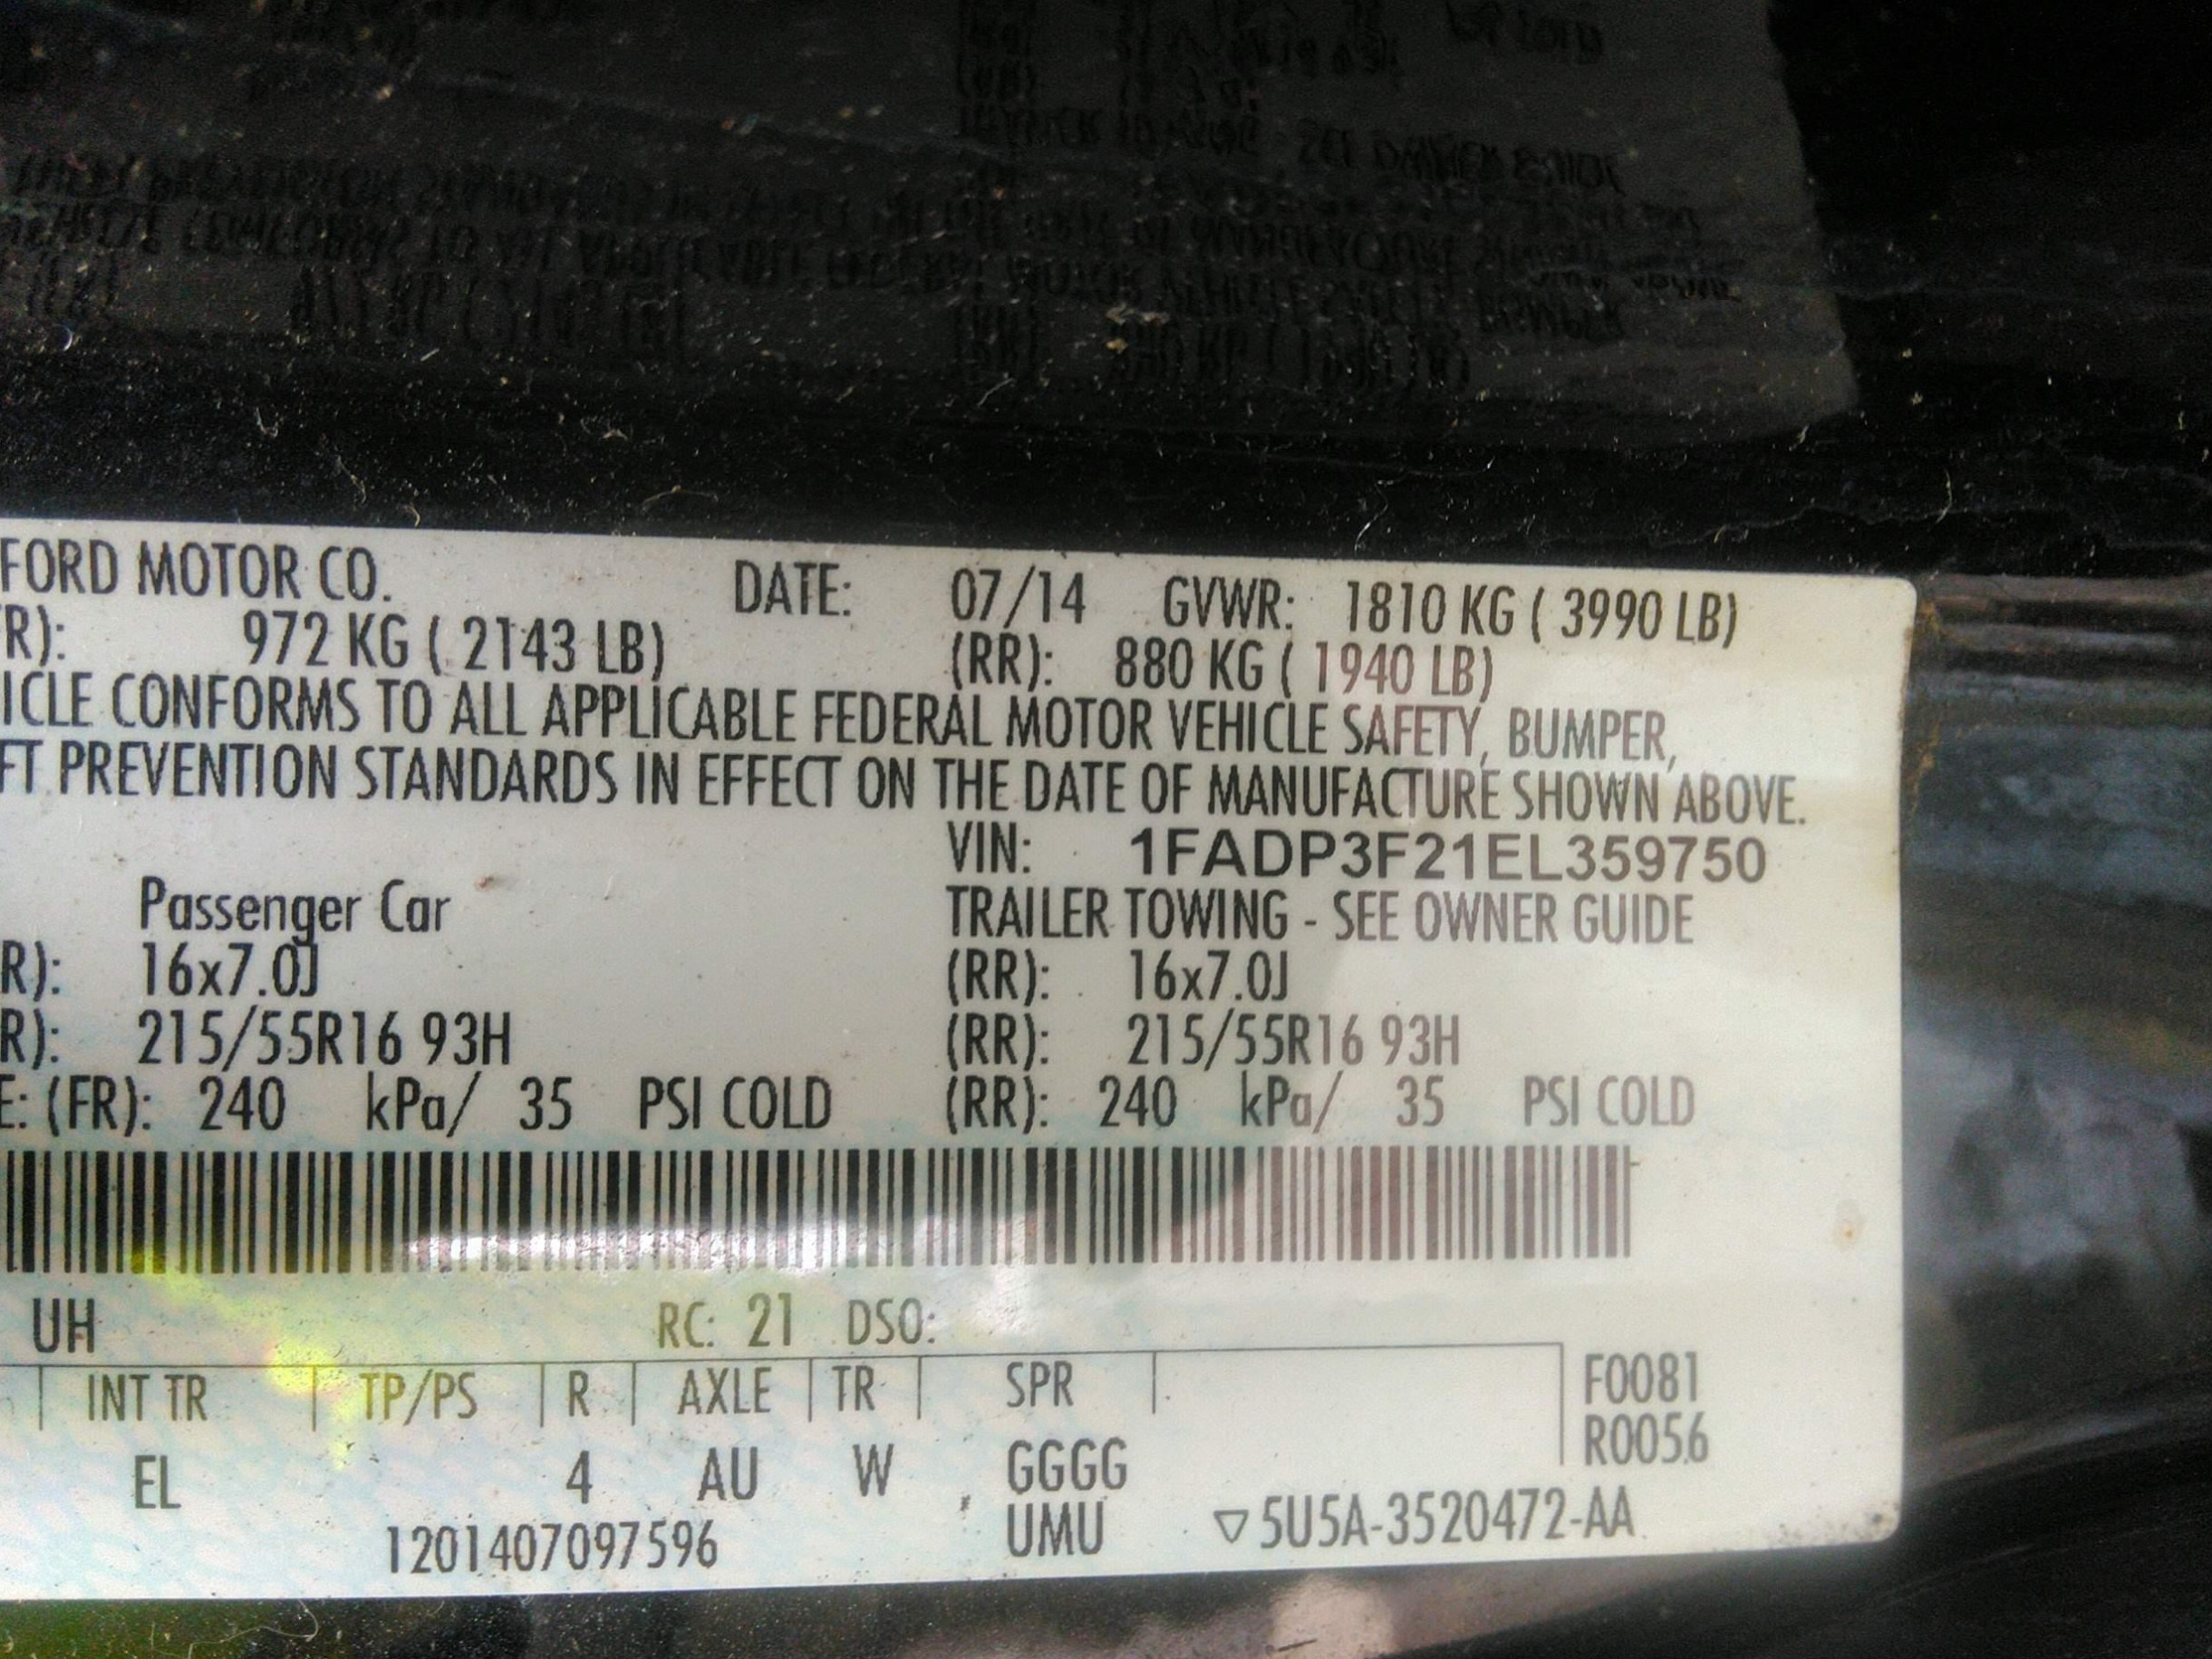 FORD MOTOR CO. DATE: 07/14 GVWR: 1810 KG ( 3990 LB)
R): 972 KG ( 2143 LB) (RR): 880 KG ( 1940 LB)
ICLE CONFORMS TO ALL APPLICABLE FEDERAL MOTOR VEHICLE SAFETY, BUMPER,
FT PREVENTION STANDARDS IN EFFECT ON THE DATE OF MANUFACTURE SHOWN ABOVE.
VIN: 1FADP3F21EL359750
Passenger Car TRAILER TOWING - SEE OWNER GUIDE
R): 16x7.0J (RR): 16x7.0J
R): 215/55R16 93H (RR): 215/55R16 93H
E: (FR): 240 kPa/ 35 PSI COLD (RR): 240 kPa/ 35 PSI COLD
UH RC: 21 DSO:
INT TR TP/PS R AXLE TR SPR F0081
R0056
EL 4 AU W GGGG
1201407097596 UMU ▽5U5A-3520472-AA